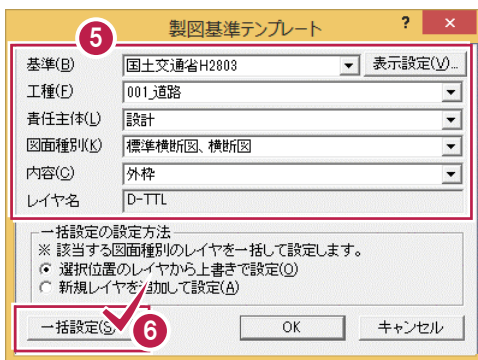 製図基準テンプレート ? ×
5
基準(B) 国土交通省H2803 表示設定(V)...
工種(F) 001_道路
責任主体(L) 設計
図面種別(K) 標準横断図、横断図
内容(C) 外枠
レイヤ名 D-TTL
一括設定の設定方法
※ 該当する図面種別のレイヤを一括して設定します。
選択位置のレイヤから上書きで設定(O)
新規レイヤを追加して設定(A)
一括設定(S) 6 OK キャンセル